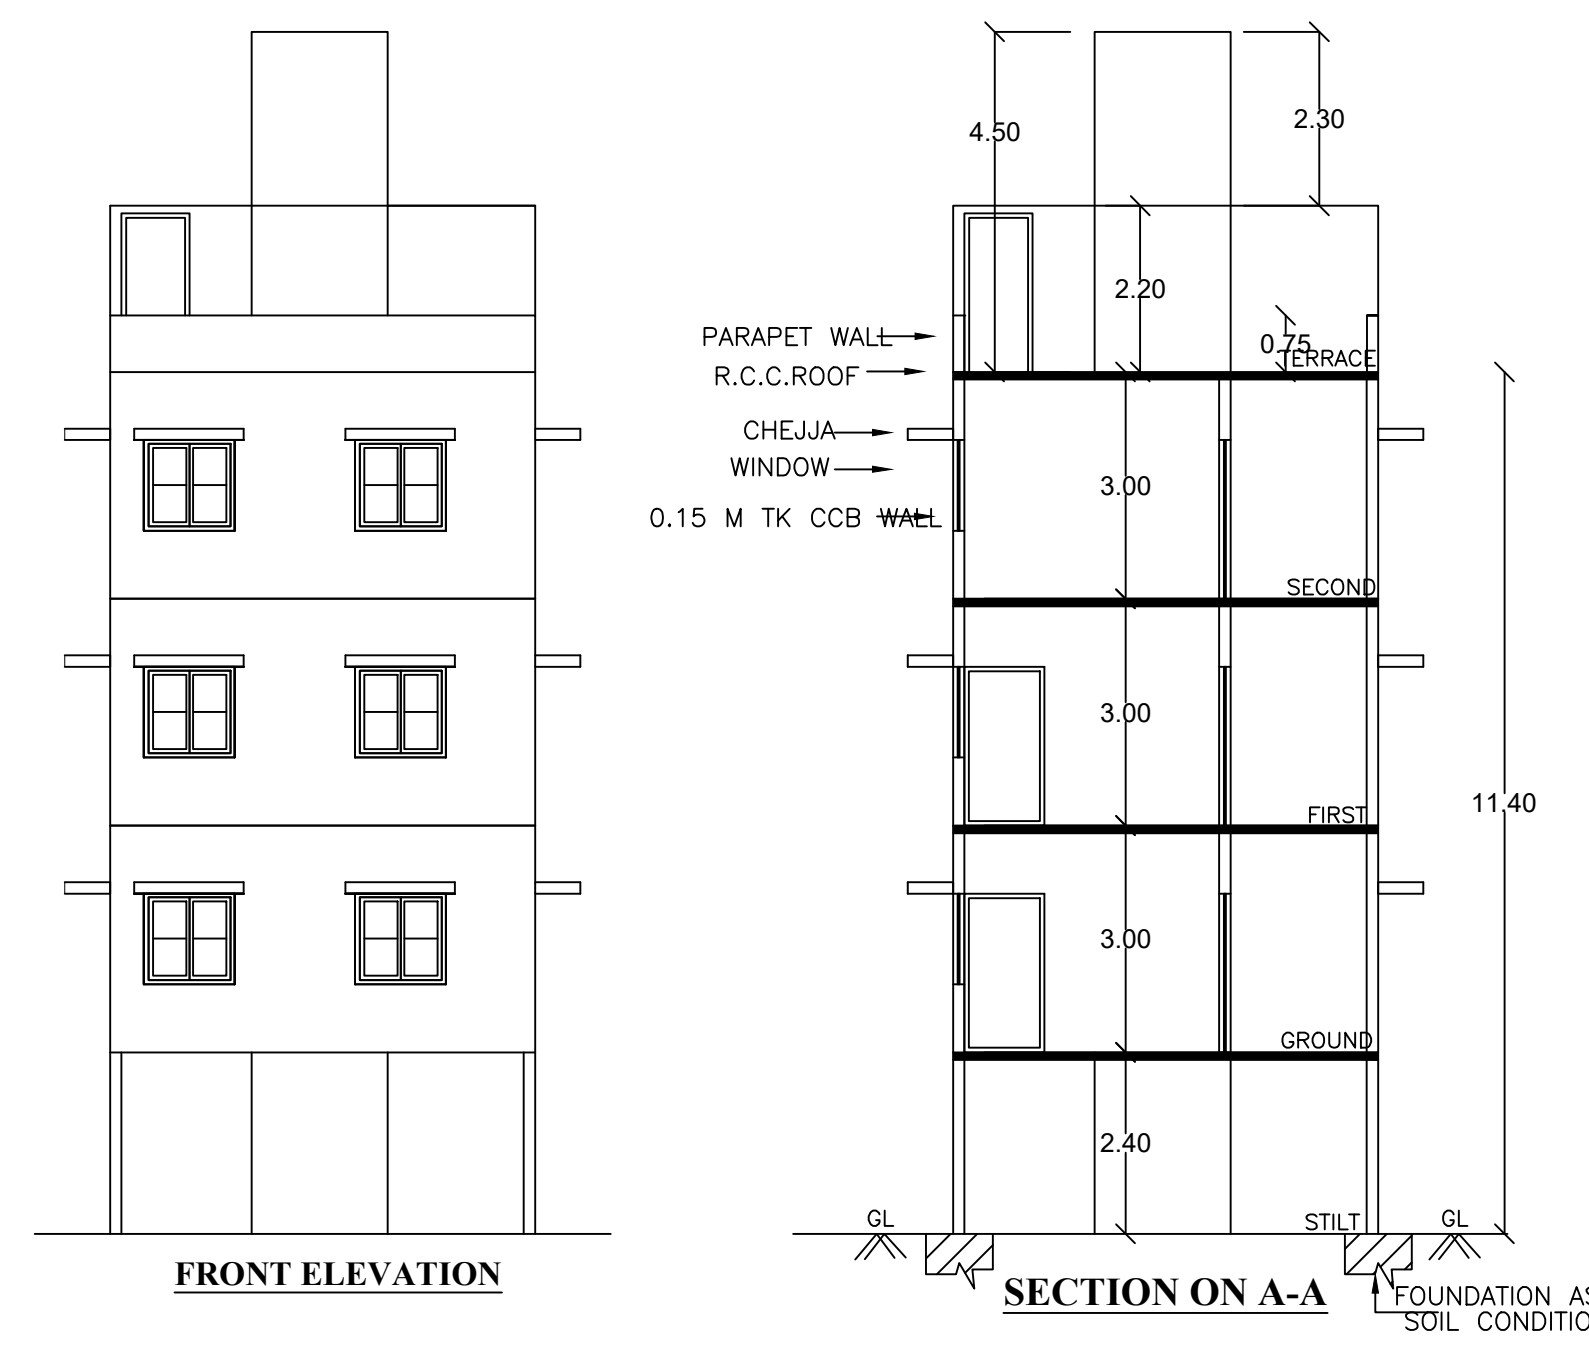 4.50
2.30
2.20
PARAPET WALL
0.75
TERRACE
R.C.C.ROOF
CHEJJA
WINDOW
3.00
0.15 M TK CCB WALL
SECOND
3.00
11.40
FIRST
3.00
GROUND
2.40
GL
STILT
GL
FRONT ELEVATION
SECTION ON A-A
FOUNDATION
SOIL